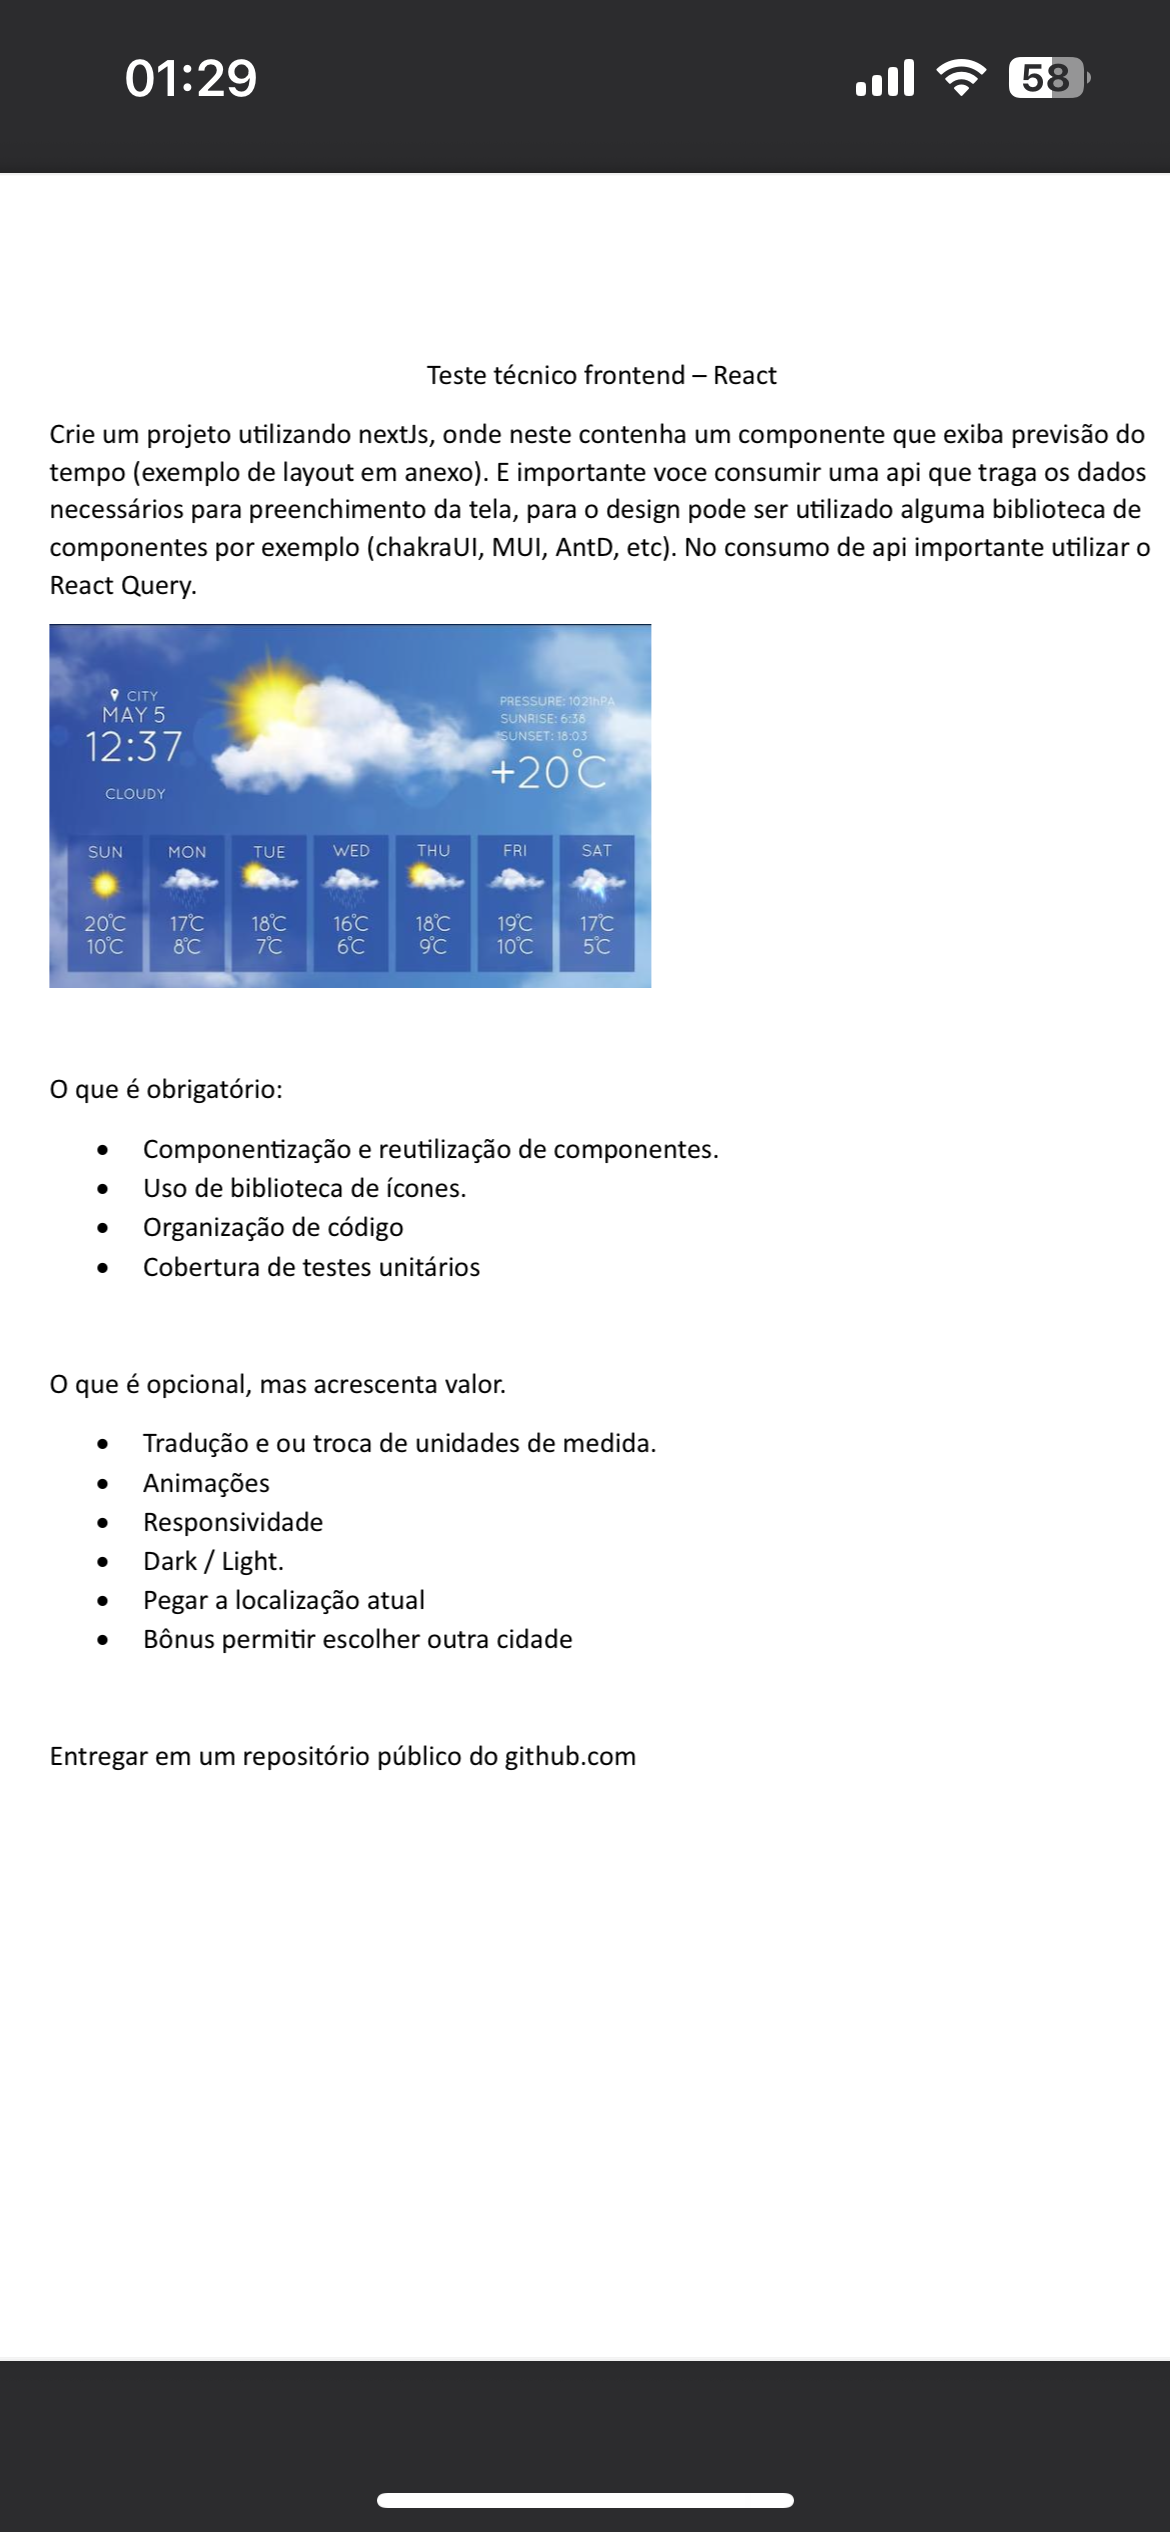 01:29
58
Teste técnico frontend – React
Crie um projeto utilizando nextJs, onde neste contenha um componente que exiba previsão do
tempo (exemplo de layout em anexo). E importante voce consumir uma api que traga os dados
necessários para preenchimento da tela, para o design pode ser utilizado alguma biblioteca de
componentes por exemplo (chakraUI, MUI, AntD, etc). No consumo de api importante utilizar o
React Query.
CITY
MAY 5
12:37
CLOUDY
PRESSURE: 1021hPA
SUNRISE: 6:38
SUNSET: 18:03
+20°C
SUN MON TUE WED THU FRI SAT
20°C 17°C 18°C 16°C 18°C 19°C 17°C
10°C 8°C 7°C 6°C 9°C 10°C 5°C
O que é obrigatório:
• Componentização e reutilização de componentes.
• Uso de biblioteca de ícones.
• Organização de código
• Cobertura de testes unitários
O que é opcional, mas acrescenta valor.
• Tradução e ou troca de unidades de medida.
• Animações
• Responsividade
• Dark / Light.
• Pegar a localização atual
• Bônus permitir escolher outra cidade
Entregar em um repositório público do github.com